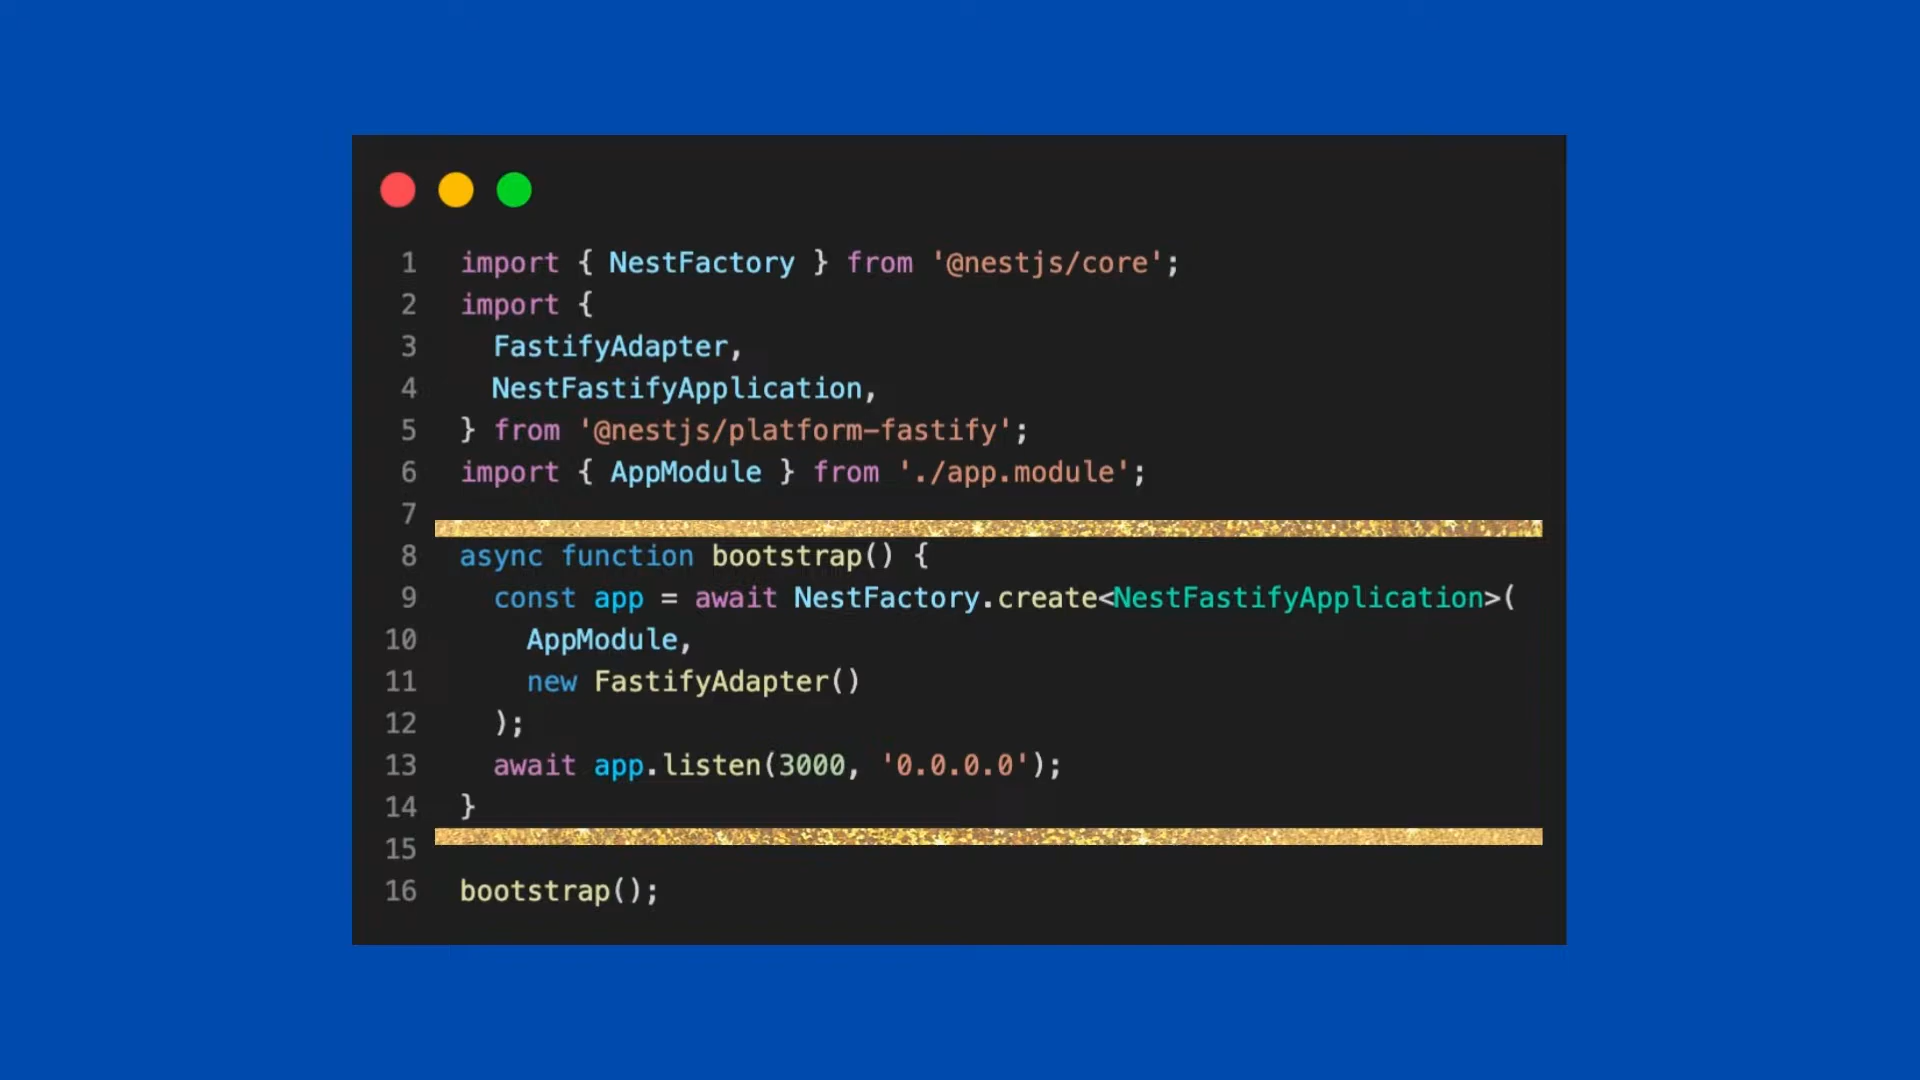 1 import { NestFactory } from '@nestjs/core';
2 import {
3 FastifyAdapter,
4 NestFastifyApplication,
5 } from '@nestjs/platform-fastify';
6 import { AppModule } from './app.module';
7
8 async function bootstrap() {
9 const app = await NestFactory.create<NestFastifyApplication>(
10 AppModule,
11 new FastifyAdapter()
12 );
13 await app.listen(3000, '0.0.0.0');
14 }
15
16 bootstrap();